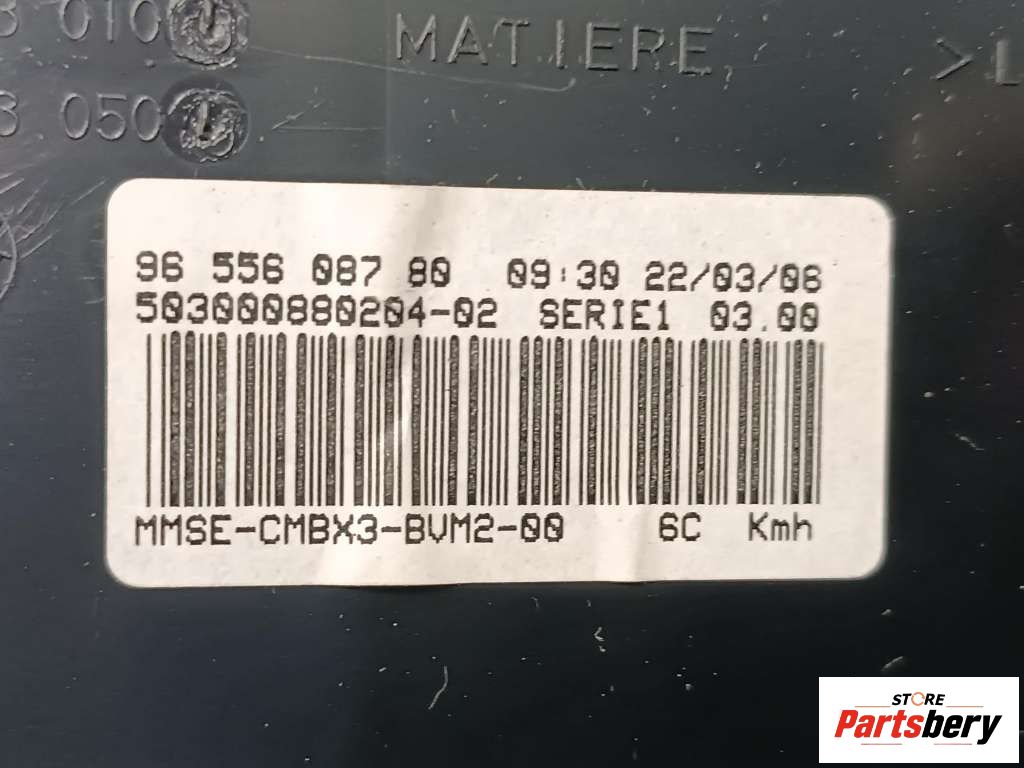 3 010
MATIERE
>L
3 050
96 556 087 80 09:30 22/03/06
503000880204-02 SERIE1 03.00
MMSE-CMBX3-BVM2-00 6C Kmh
STORE
Partsbery